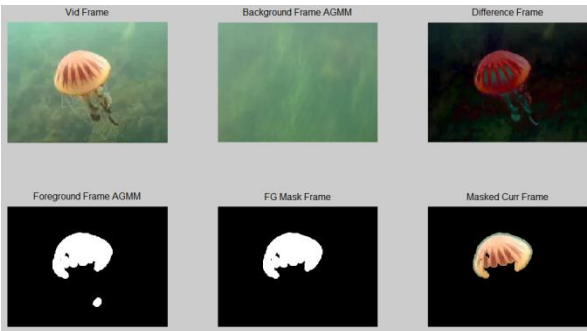 Vid Frame
Background Frame AGMM
Difference Frame
Foreground Frame AGMM
FG Mask Frame
Masked Curr Frame